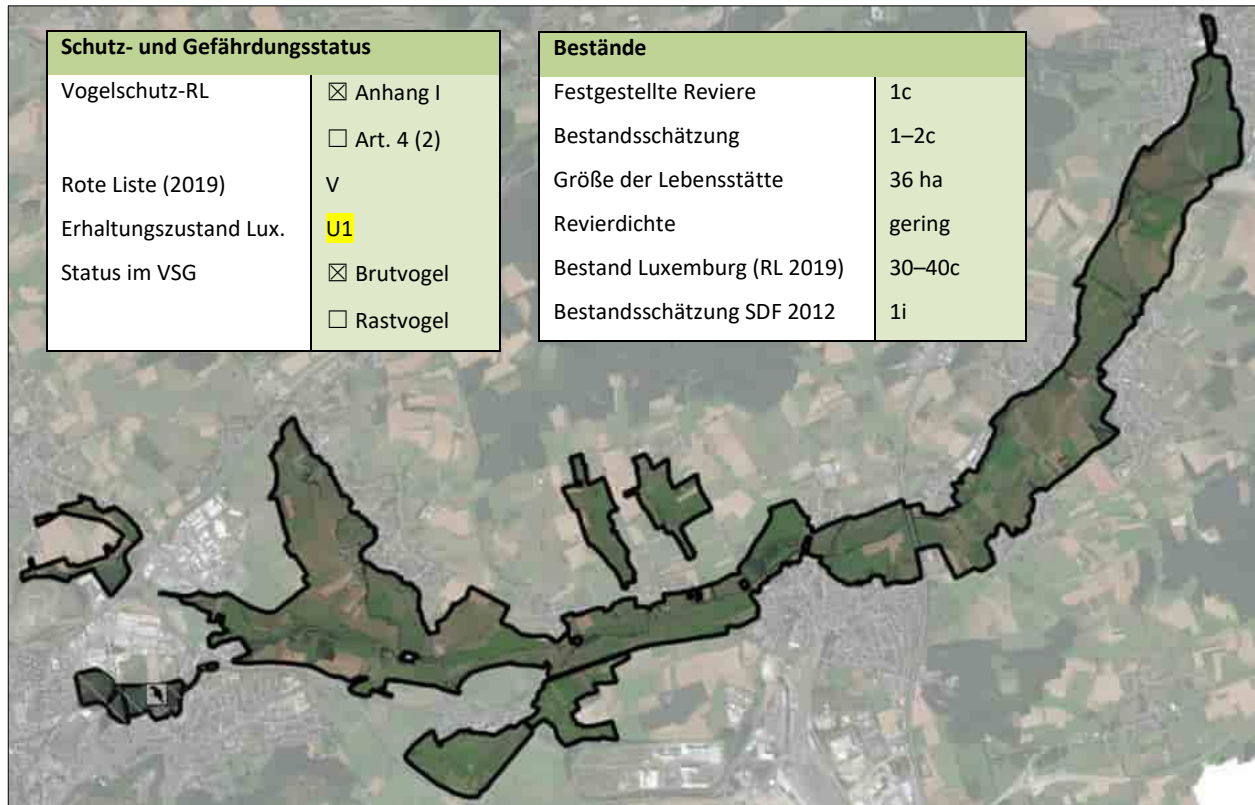 Schutz- und Gefährdungsstatus
Vogelschutz-RL ☒ Anhang I
☐ Art. 4 (2)
Rote Liste (2019) V
Erhaltungszustand Lux. U1
Status im VSG ☒ Brutvogel
☐ Rastvogel
Bestände
Festgestellte Reviere 1c
Bestandsschätzung 1–2c
Größe der Lebensstätte 36 ha
Revierdichte gering
Bestand Luxemburg (RL 2019) 30–40c
Bestandsschätzung SDF 2012 1i